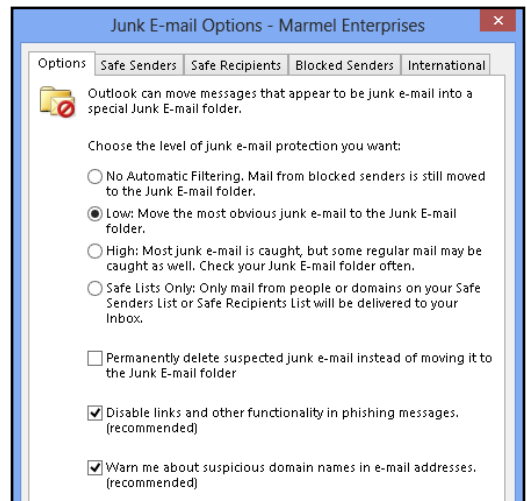 Junk E-mail Options - Marmel Enterprises
Options Safe Senders Safe Recipients Blocked Senders International
Outlook can move messages that appear to be junk e-mail into a
special Junk E-mail folder.
Choose the level of junk e-mail protection you want:
No Automatic Filtering. Mail from blocked senders is still moved
to the Junk E-mail folder.
Low: Move the most obvious junk e-mail to the Junk E-mail
folder.
High: Most junk e-mail is caught, but some regular mail may be
caught as well. Check your Junk E-mail folder often.
Safe Lists Only: Only mail from people or domains on your Safe
Senders List or Safe Recipients List will be delivered to your
Inbox.
Permanently delete suspected junk e-mail instead of moving it to
the Junk E-mail folder
Disable links and other functionality in phishing messages.
(recommended)
Warn me about suspicious domain names in e-mail addresses.
(recommended)